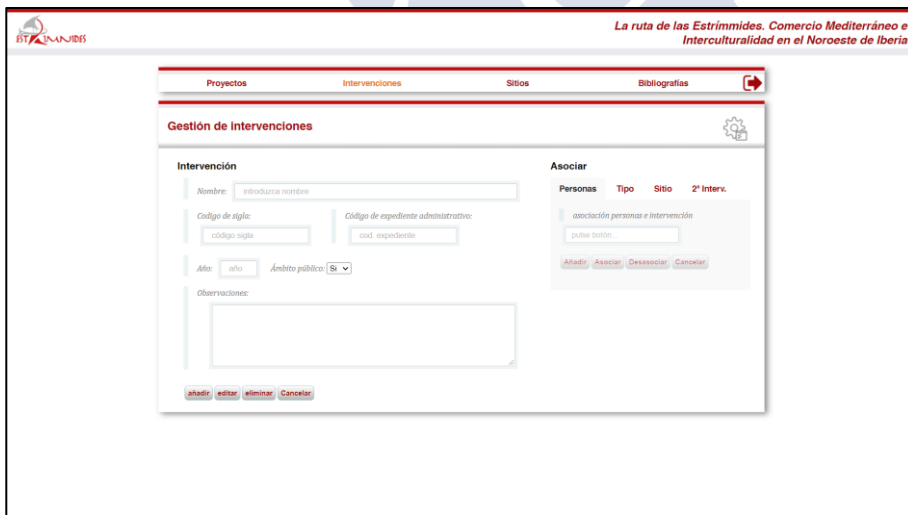 ESTRIMNIDES
La ruta de las Estrímmides. Comercio Mediterráneo e
Interculturalidad en el Noroeste de Iberia
Proyectos Intervenciones Sitios Bibliografías
Gestión de intervenciones
Intervención
Nombre: introduzca nombre
Codigo de sigla: Código de expediente administrativo:
código sigla cod. expediente
Año: año Ámbito público: Si
Observaciones:
añadir editar eliminar Cancelar
Asociar
Personas Tipo Sitio 2ª Interv.
asociación personas e intervención
pulse botón...
Añadir Asociar Desasociar Cancelar